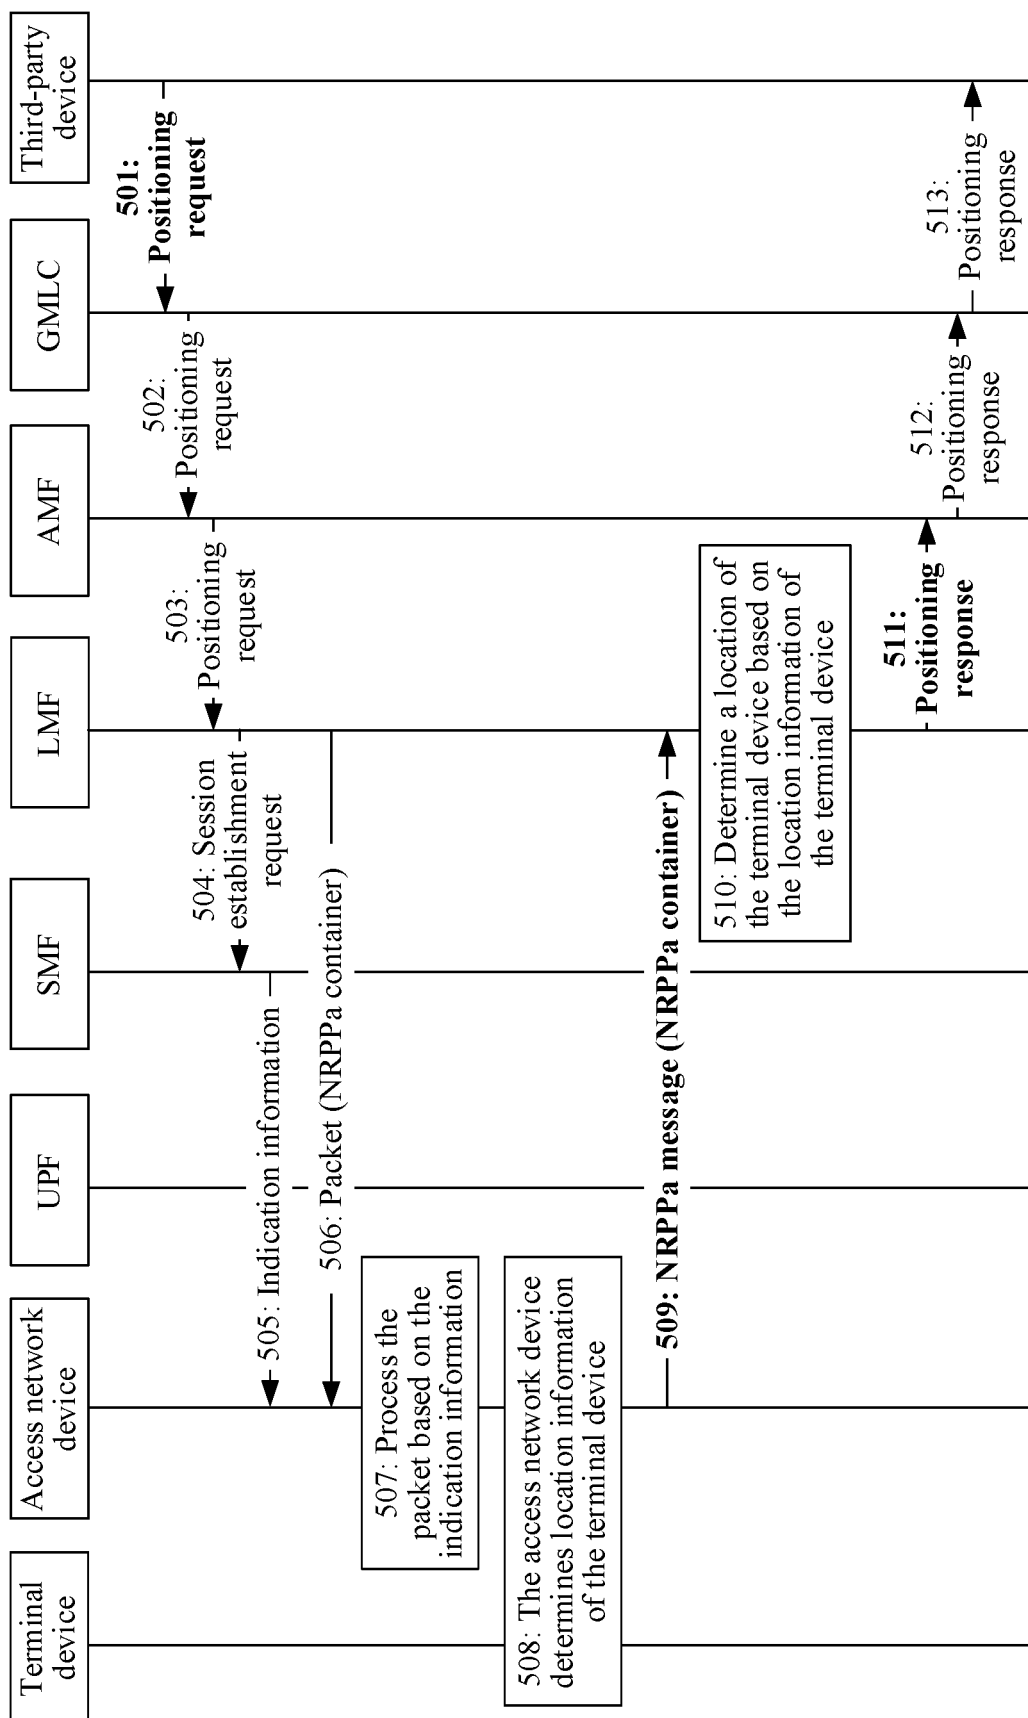 Terminal
device
Access network
device
UPF
SMF
LMF
AMF
GMLC
Third-party
device
501:
Positioning
request
502:
Positioning
request
503:
Positioning
request
504: Session
establishment
request
505: Indication information
506: Packet (NRPPa container)
507: Process the
packet based on the
indication information
508: The access network device
determines location information
of the terminal device
509: NRPPa message (NRPPa container)
510: Determine a location of
the terminal device based on
the location information of
the terminal device
511:
Positioning
response
512:
Positioning
response
513:
Positioning
response